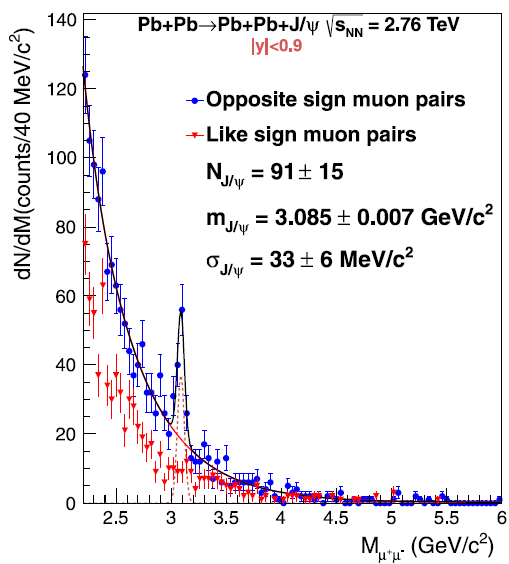 Pb+Pb→Pb+Pb+J/ψ √sNN = 2.76 TeV
|y|<0.9
Opposite sign muon pairs
Like sign muon pairs
NJ/ψ = 91 ± 15
mJ/ψ = 3.085 ± 0.007 GeV/c²
σJ/ψ = 33 ± 6 MeV/c²
dN/dM(counts/40 MeV/c²)
140
120
100
80
60
40
20
0
2.5 3 3.5 4 4.5 5 5.5 6
Mμ⁺μ⁻ (GeV/c²)